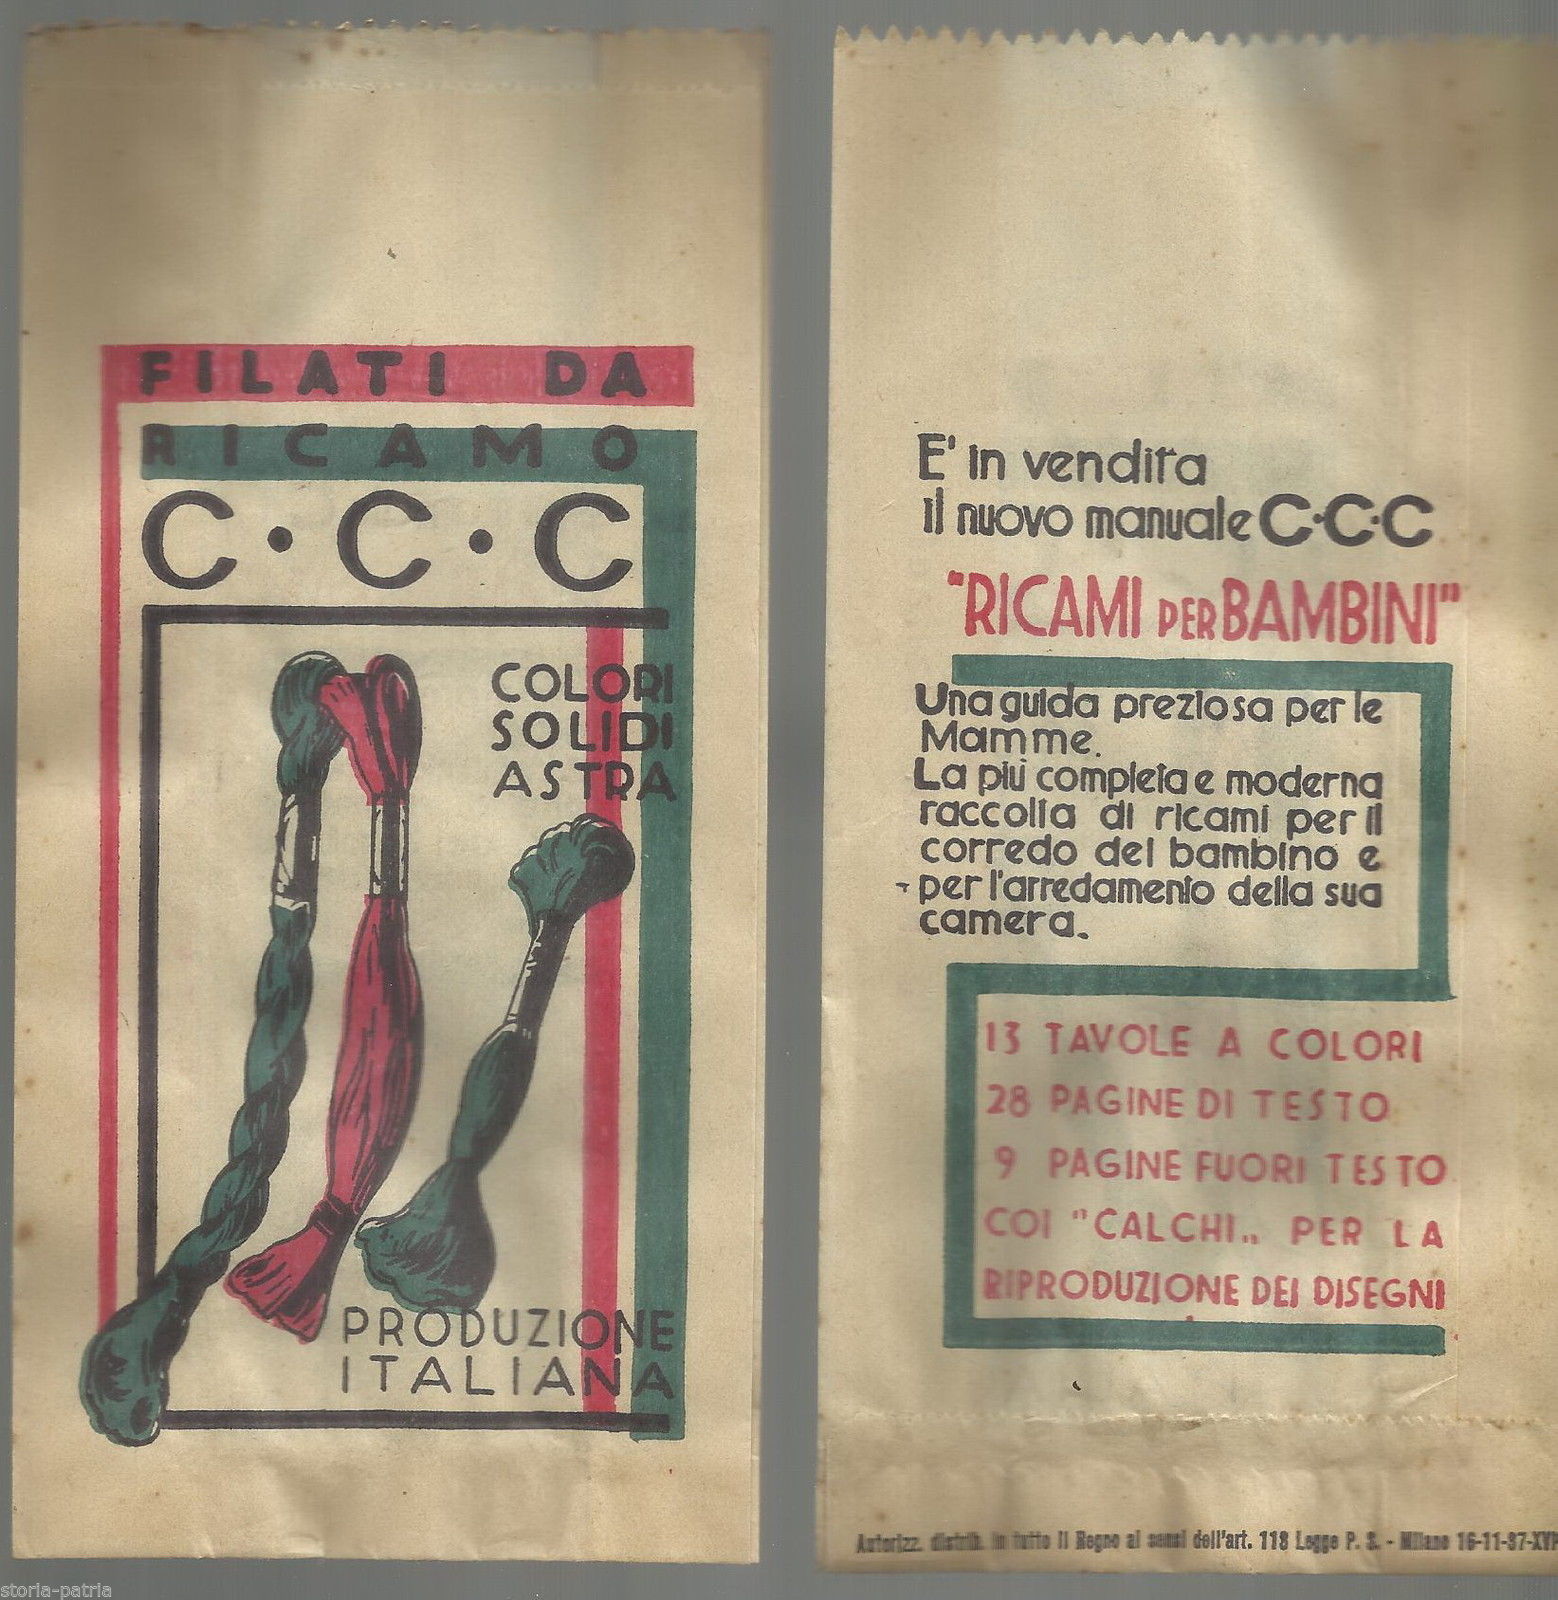 FILATI DA
RICAMO
C·C·C
COLORI
SOLIDI
ASTRA
PRODUZIONE
ITALIANA
E' in vendita
il nuovo manuale C·C·C
"RICAMI PER BAMBINI"
Una guida preziosa per le
Mamme.
La più completa e moderna
raccolta di ricami per il
corredo del bambino e
per l'arredamento della sua
camera.
13 TAVOLE A COLORI
28 PAGINE DI TESTO
9 PAGINE FUORI TESTO
COI "CALCHI„ PER LA
RIPRODUZIONE DEI DISEGNI
Autorizz. distrib. in tutto il Regno ai sensi dell'art. 118 Legge P. S. - Milano 16-11-37-XVI
storia-patria